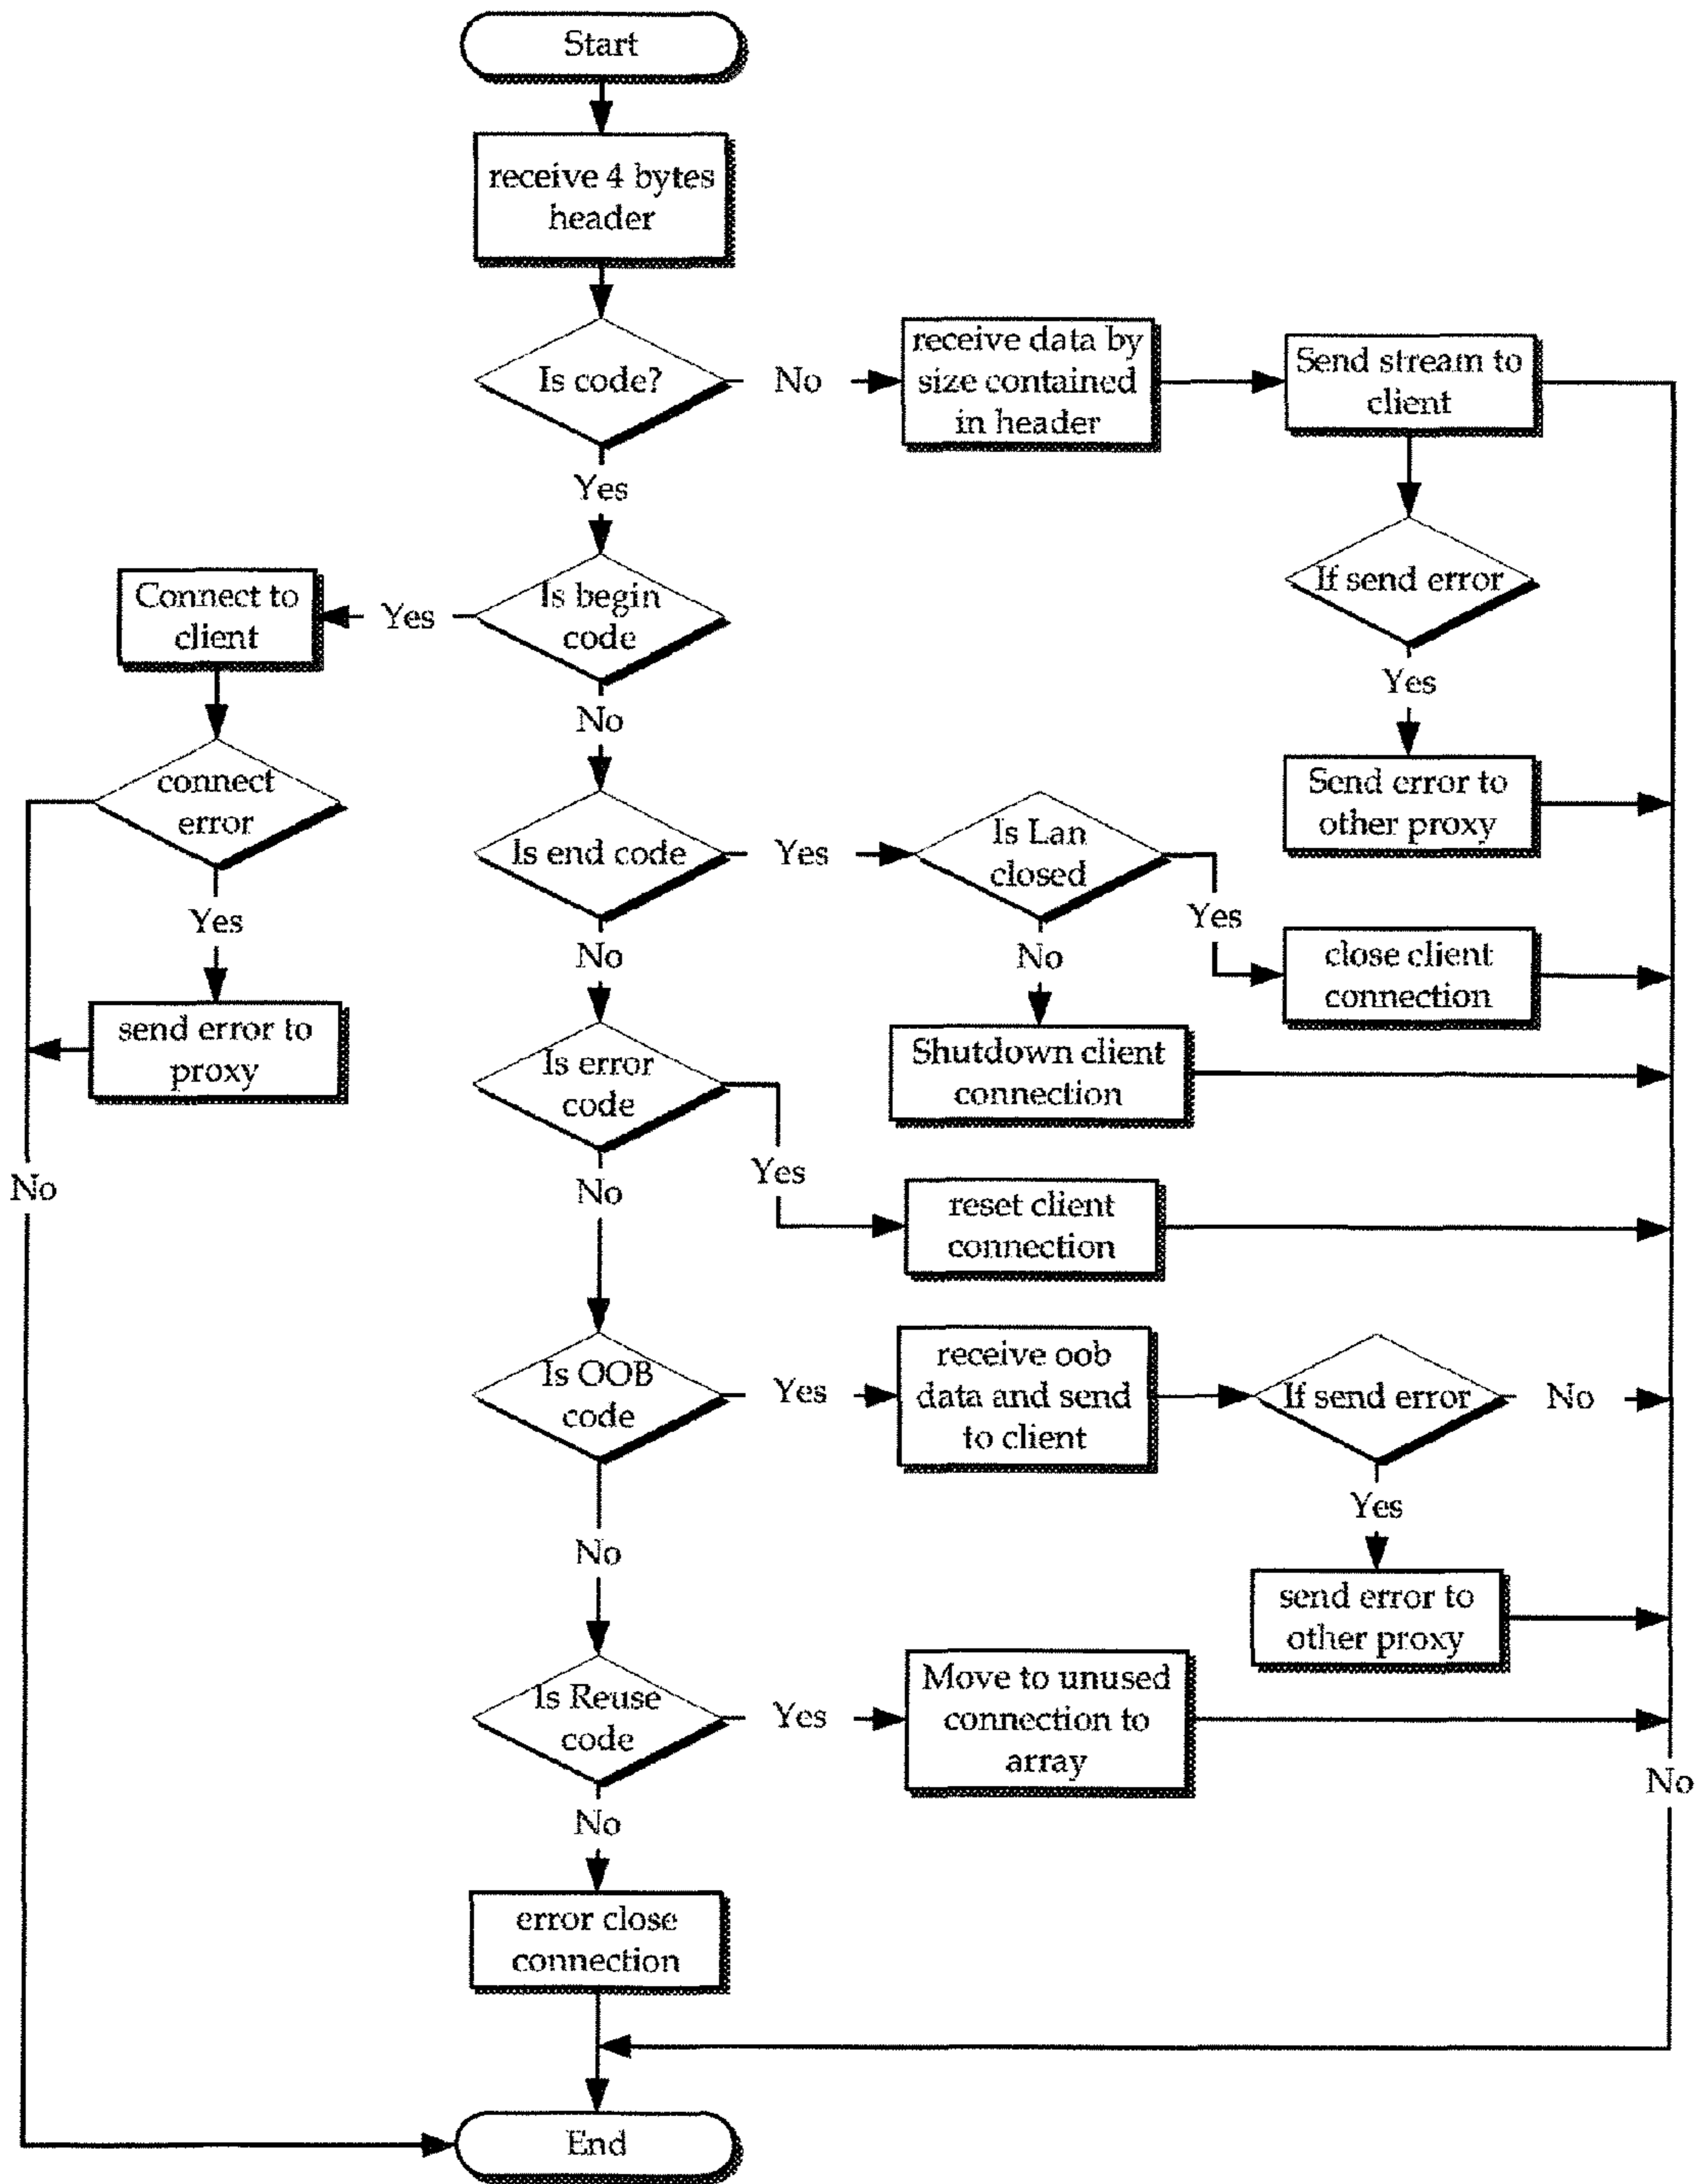 Start
receive 4 bytes
header
Is code?
No
receive data by
size contained
in header
Send stream to
client
Yes
If send error
Connect to
client
Yes
Is begin
code
Yes
No
Send error to
other proxy
connect
error
Is end code
Yes
Is Lan
closed
Yes
Yes
No
No
close client
connection
send error to
proxy
Is error
code
Shutdown client
connection
No
Yes
No
reset client
connection
Is OOB
code
Yes
receive oob
data and send
to client
If send error
No
Yes
No
send error to
other proxy
Is Reuse
code
Yes
Move to unused
connection to
array
No
No
error close
connection
End